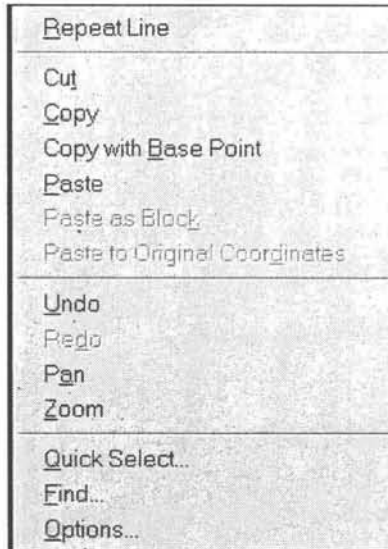 Repeat Line
Cut
Copy
Copy with Base Point
Paste
Paste as Block
Paste to Original Coordinates
Undo
Redo
Pan
Zoom
Quick Select...
Find...
Options...